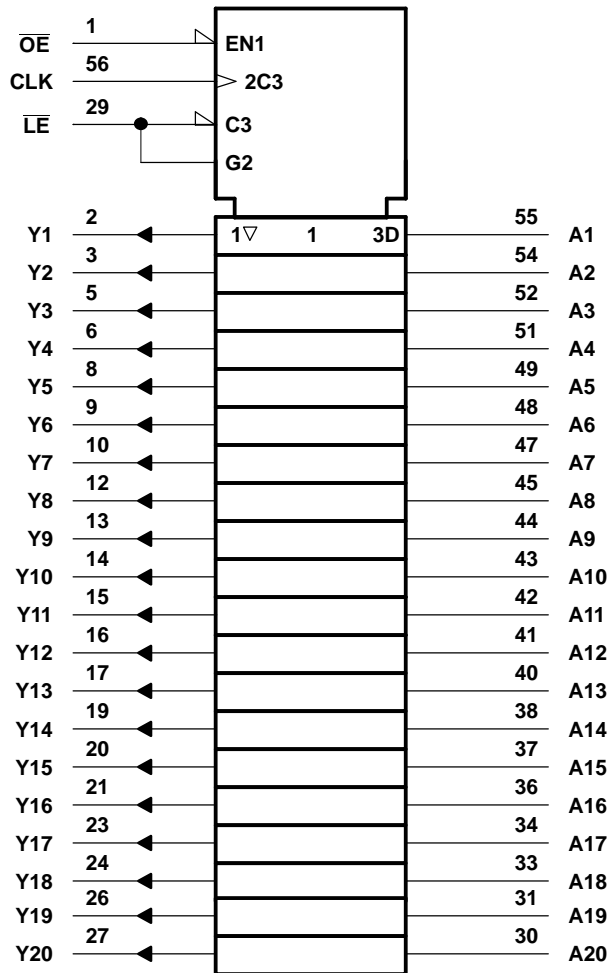 1
OE EN1
56
CLK 2C3
29
LE C3
G2
2 55
Y1 1▽ 1 3D A1
3 54
Y2 A2
5 52
Y3 A3
6 51
Y4 A4
8 49
Y5 A5
9 48
Y6 A6
10 47
Y7 A7
12 45
Y8 A8
13 44
Y9 A9
14 43
Y10 A10
15 42
Y11 A11
16 41
Y12 A12
17 40
Y13 A13
19 38
Y14 A14
20 37
Y15 A15
21 36
Y16 A16
23 34
Y17 A17
24 33
Y18 A18
26 31
Y19 A19
27 30
Y20 A20